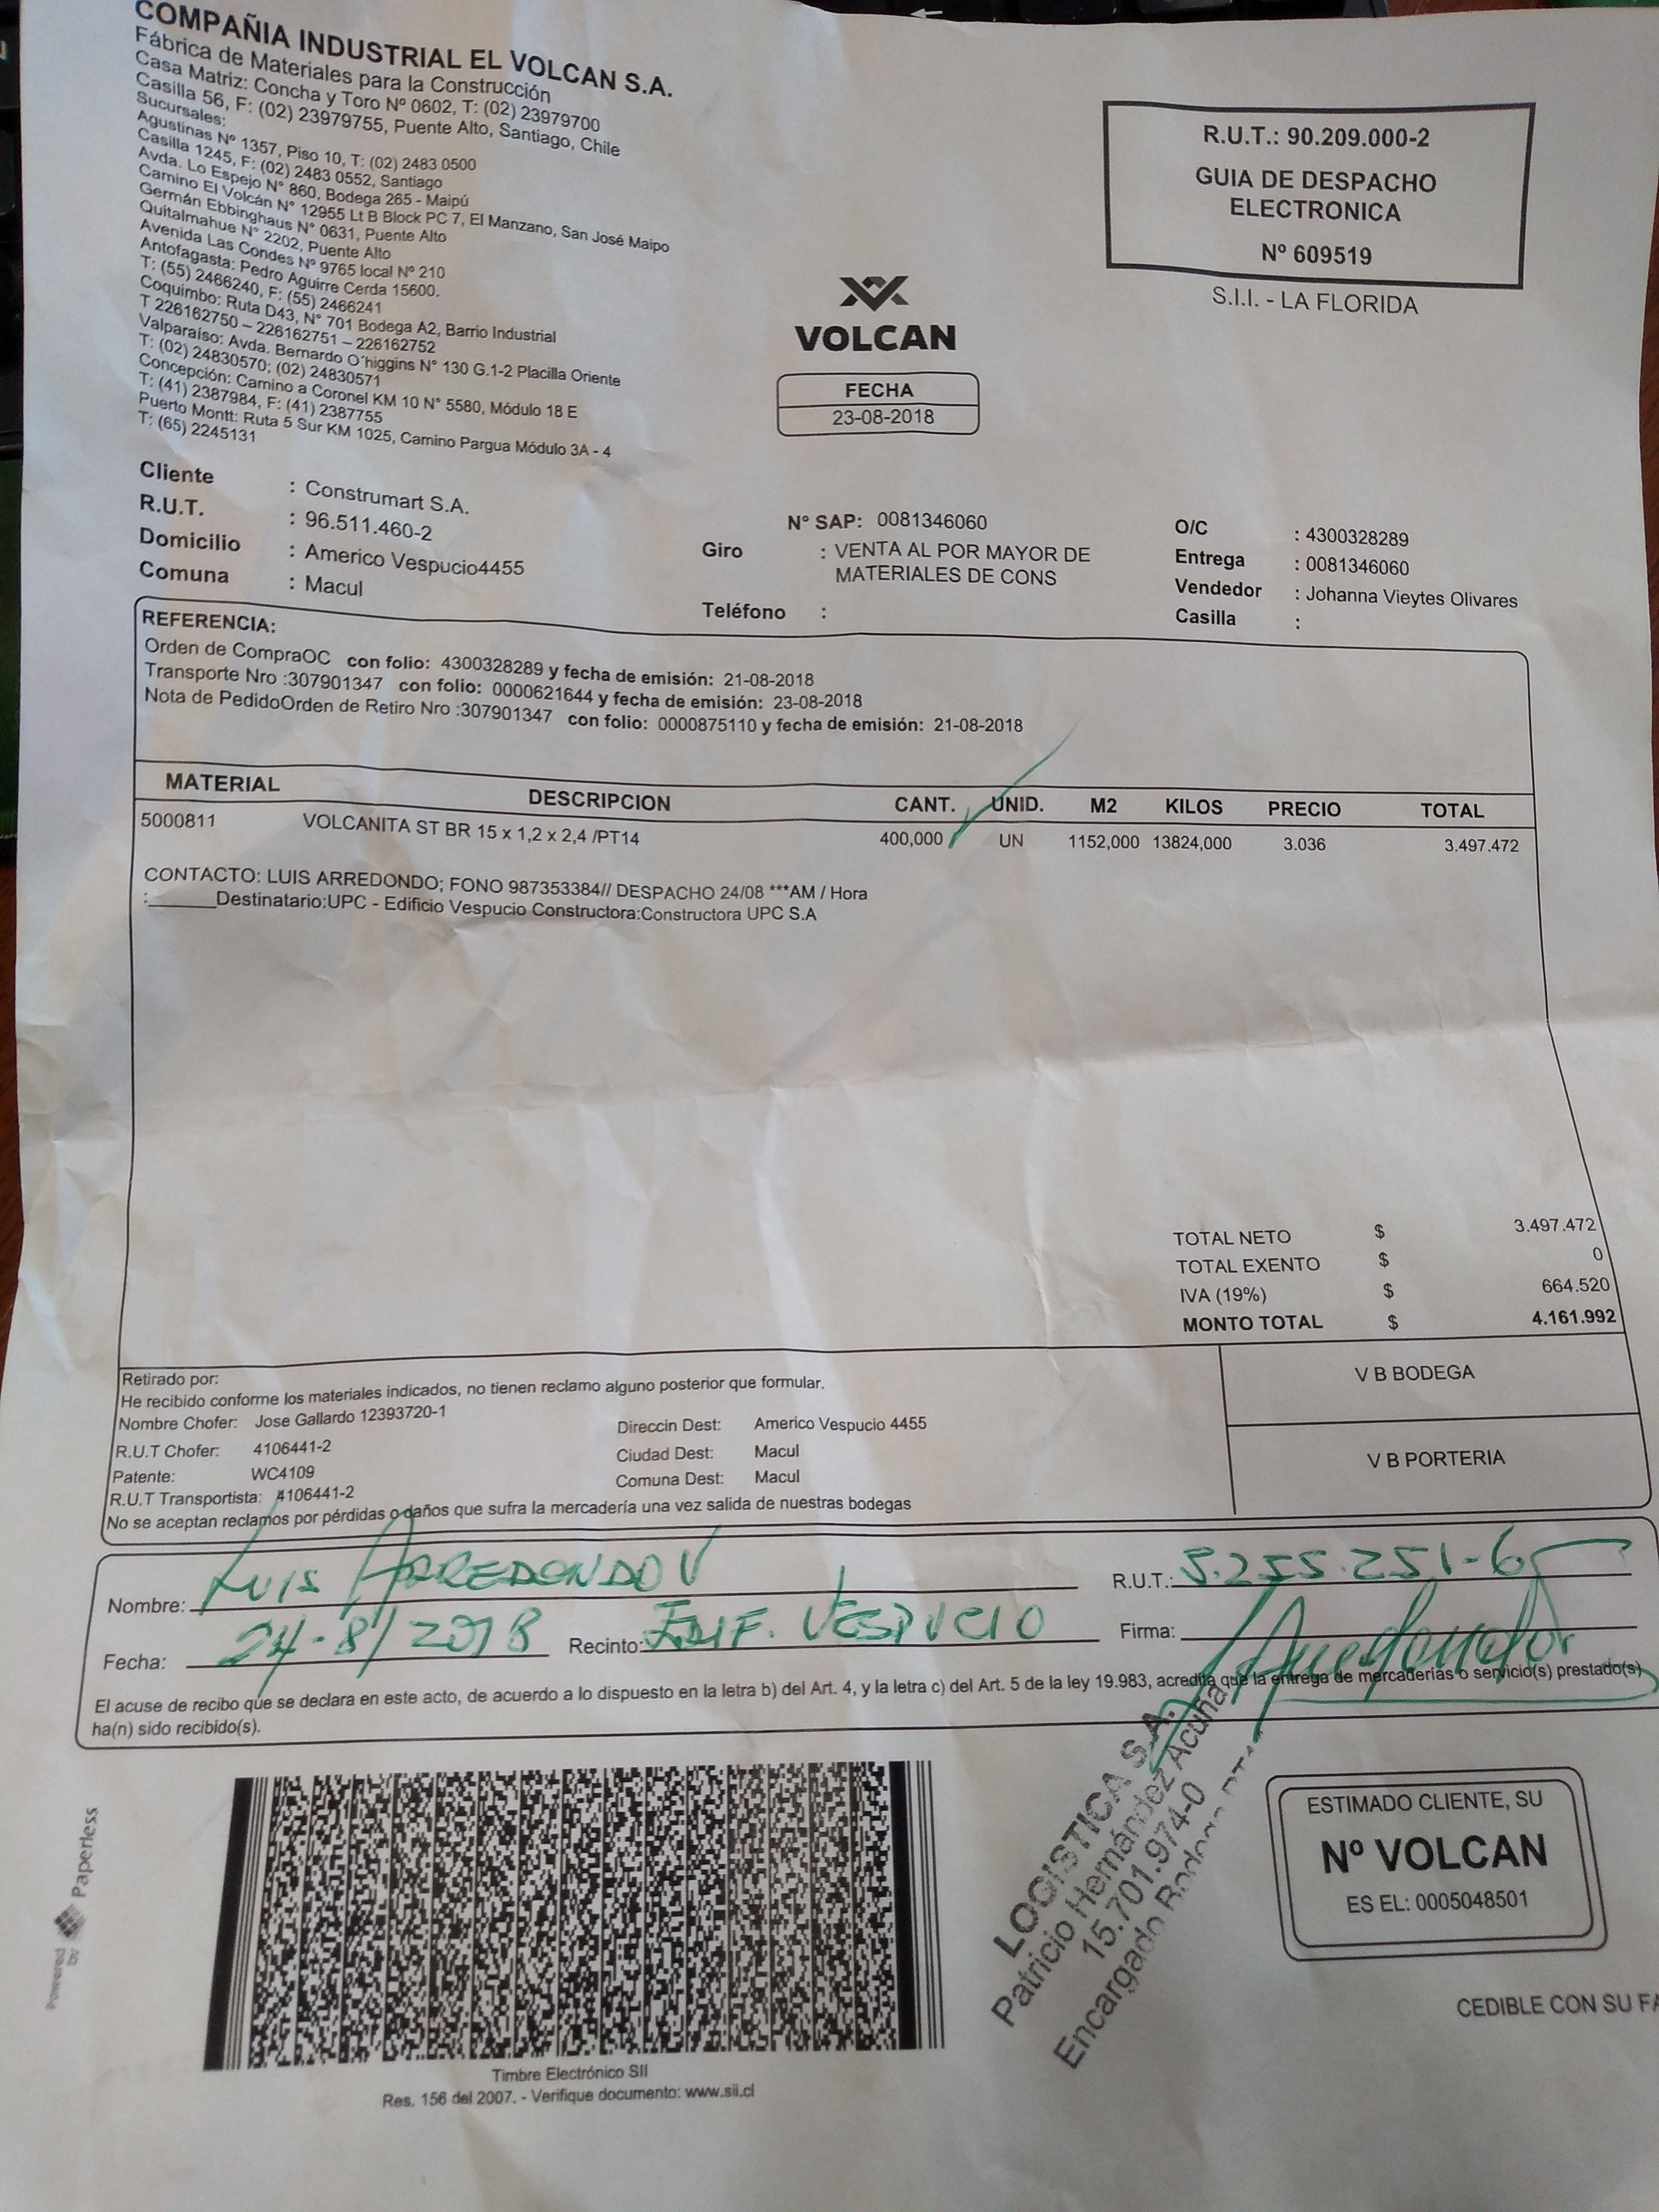 COMPAÑIA INDUSTRIAL EL VOLCAN S.A.
Fábrica de Materiales para la Construcción
Casa Matriz: Concha y Toro Nº 0602, T: (02) 23979700
Casilla 56, F: (02) 23979755, Puente Alto, Santiago, Chile
Sucursales:
Agustinas Nº 1357, Piso 10, T: (02) 2483 0500
Casilla 1245, F: (02) 2483 0552, Santiago
Avda. Lo Espejo N° 860, Bodega 265 - Maipú
Camino El Volcán N° 12955 Lt B Block PC 7, El Manzano, San José Maipo
Germán Ebbinghaus N° 0631, Puente Alto
Quitalmahue N° 2202, Puente Alto
Avenida Las Condes Nº 9765 local Nº 210
Antofagasta: Pedro Aguirre Cerda 15600.
T: (55) 2466240, F: (55) 2466241
Coquimbo: Ruta D43, N° 701 Bodega A2, Barrio Industrial
T 226162750 – 226162751 – 226162752
Valparaíso: Avda. Bernardo O´higgins N° 130 G.1-2 Placilla Oriente
T: (02) 24830570; (02) 24830571
Concepción: Camino a Coronel KM 10 N° 5580, Módulo 18 E
T: (41) 2387984, F: (41) 2387755
Puerto Montt: Ruta 5 Sur KM 1025, Camino Pargua Módulo 3A - 4
T: (65) 2245131
VOLCAN
FECHA
23-08-2018
R.U.T.: 90.209.000-2
GUIA DE DESPACHO
ELECTRONICA
Nº 609519
S.I.I. - LA FLORIDA
Cliente : Construmart S.A.
R.U.T. : 96.511.460-2
Domicilio : Americo Vespucio4455
Comuna : Macul
N° SAP: 0081346060
Giro : VENTA AL POR MAYOR DE
MATERIALES DE CONS
Teléfono :
O/C : 4300328289
Entrega : 0081346060
Vendedor : Johanna Vieytes Olivares
Casilla :
REFERENCIA:
Orden de CompraOC con folio: 4300328289 y fecha de emisión: 21-08-2018
Transporte Nro :307901347 con folio: 0000621644 y fecha de emisión: 23-08-2018
Nota de PedidoOrden de Retiro Nro :307901347 con folio: 0000875110 y fecha de emisión: 21-08-2018
MATERIAL DESCRIPCION CANT. UNID. M2 KILOS PRECIO TOTAL
5000811 VOLCANITA ST BR 15 x 1,2 x 2,4 /PT14 400,000 UN 1152,000 13824,000 3.036 3.497.472
CONTACTO: LUIS ARREDONDO; FONO 987353384// DESPACHO 24/08 ***AM / Hora
:_______Destinatario:UPC - Edificio Vespucio Constructora:Constructora UPC S.A
TOTAL NETO $ 3.497.472
TOTAL EXENTO $ 0
IVA (19%) $ 664.520
MONTO TOTAL $ 4.161.992
Retirado por:
He recibido conforme los materiales indicados, no tienen reclamo alguno posterior que formular.
Nombre Chofer: Jose Gallardo 12393720-1 Direccin Dest: Americo Vespucio 4455
R.U.T Chofer: 4106441-2 Ciudad Dest: Macul
Patente: WC4109 Comuna Dest: Macul
R.U.T Transportista: 4106441-2
No se aceptan reclamos por pérdidas o daños que sufra la mercadería una vez salida de nuestras bodegas
V B BODEGA
V B PORTERIA
Nombre: LUIS ARREDONDO V R.U.T.: 5.255.251-6
Fecha: 24-8/2018 Recinto: EDIF. VESPUCIO Firma:
El acuse de recibo que se declara en este acto, de acuerdo a lo dispuesto en la letra b) del Art. 4, y la letra c) del Art. 5 de la ley 19.983, acredita que la entrega de mercaderías o servicio(s) prestado(s)
ha(n) sido recibido(s).
Powered by Paperless
Timbre Electrónico SII
Res. 156 del 2007. - Verifique documento: www.sii.cl
LOGISTICA S.A.
Patricio Hernández Acuña
15.701.974-0
Encargado
ESTIMADO CLIENTE, SU
Nº VOLCAN
ES EL: 0005048501
CEDIBLE CON SU FA